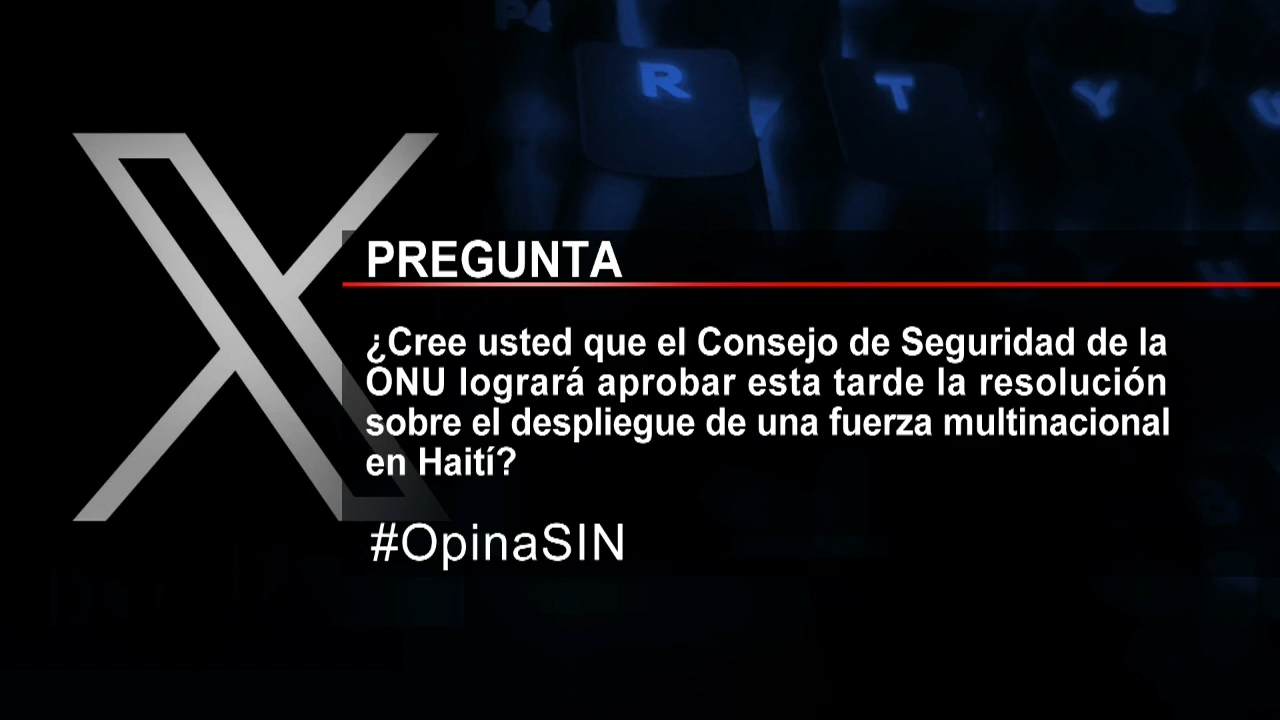 P4
R T Y
PREGUNTA
H
¿Cree usted que el Consejo de Seguridad de la
ONU logrará aprobar esta tarde la resolución
sobre el despliegue de una fuerza multinacional
en Haití?
#OpinaSIN